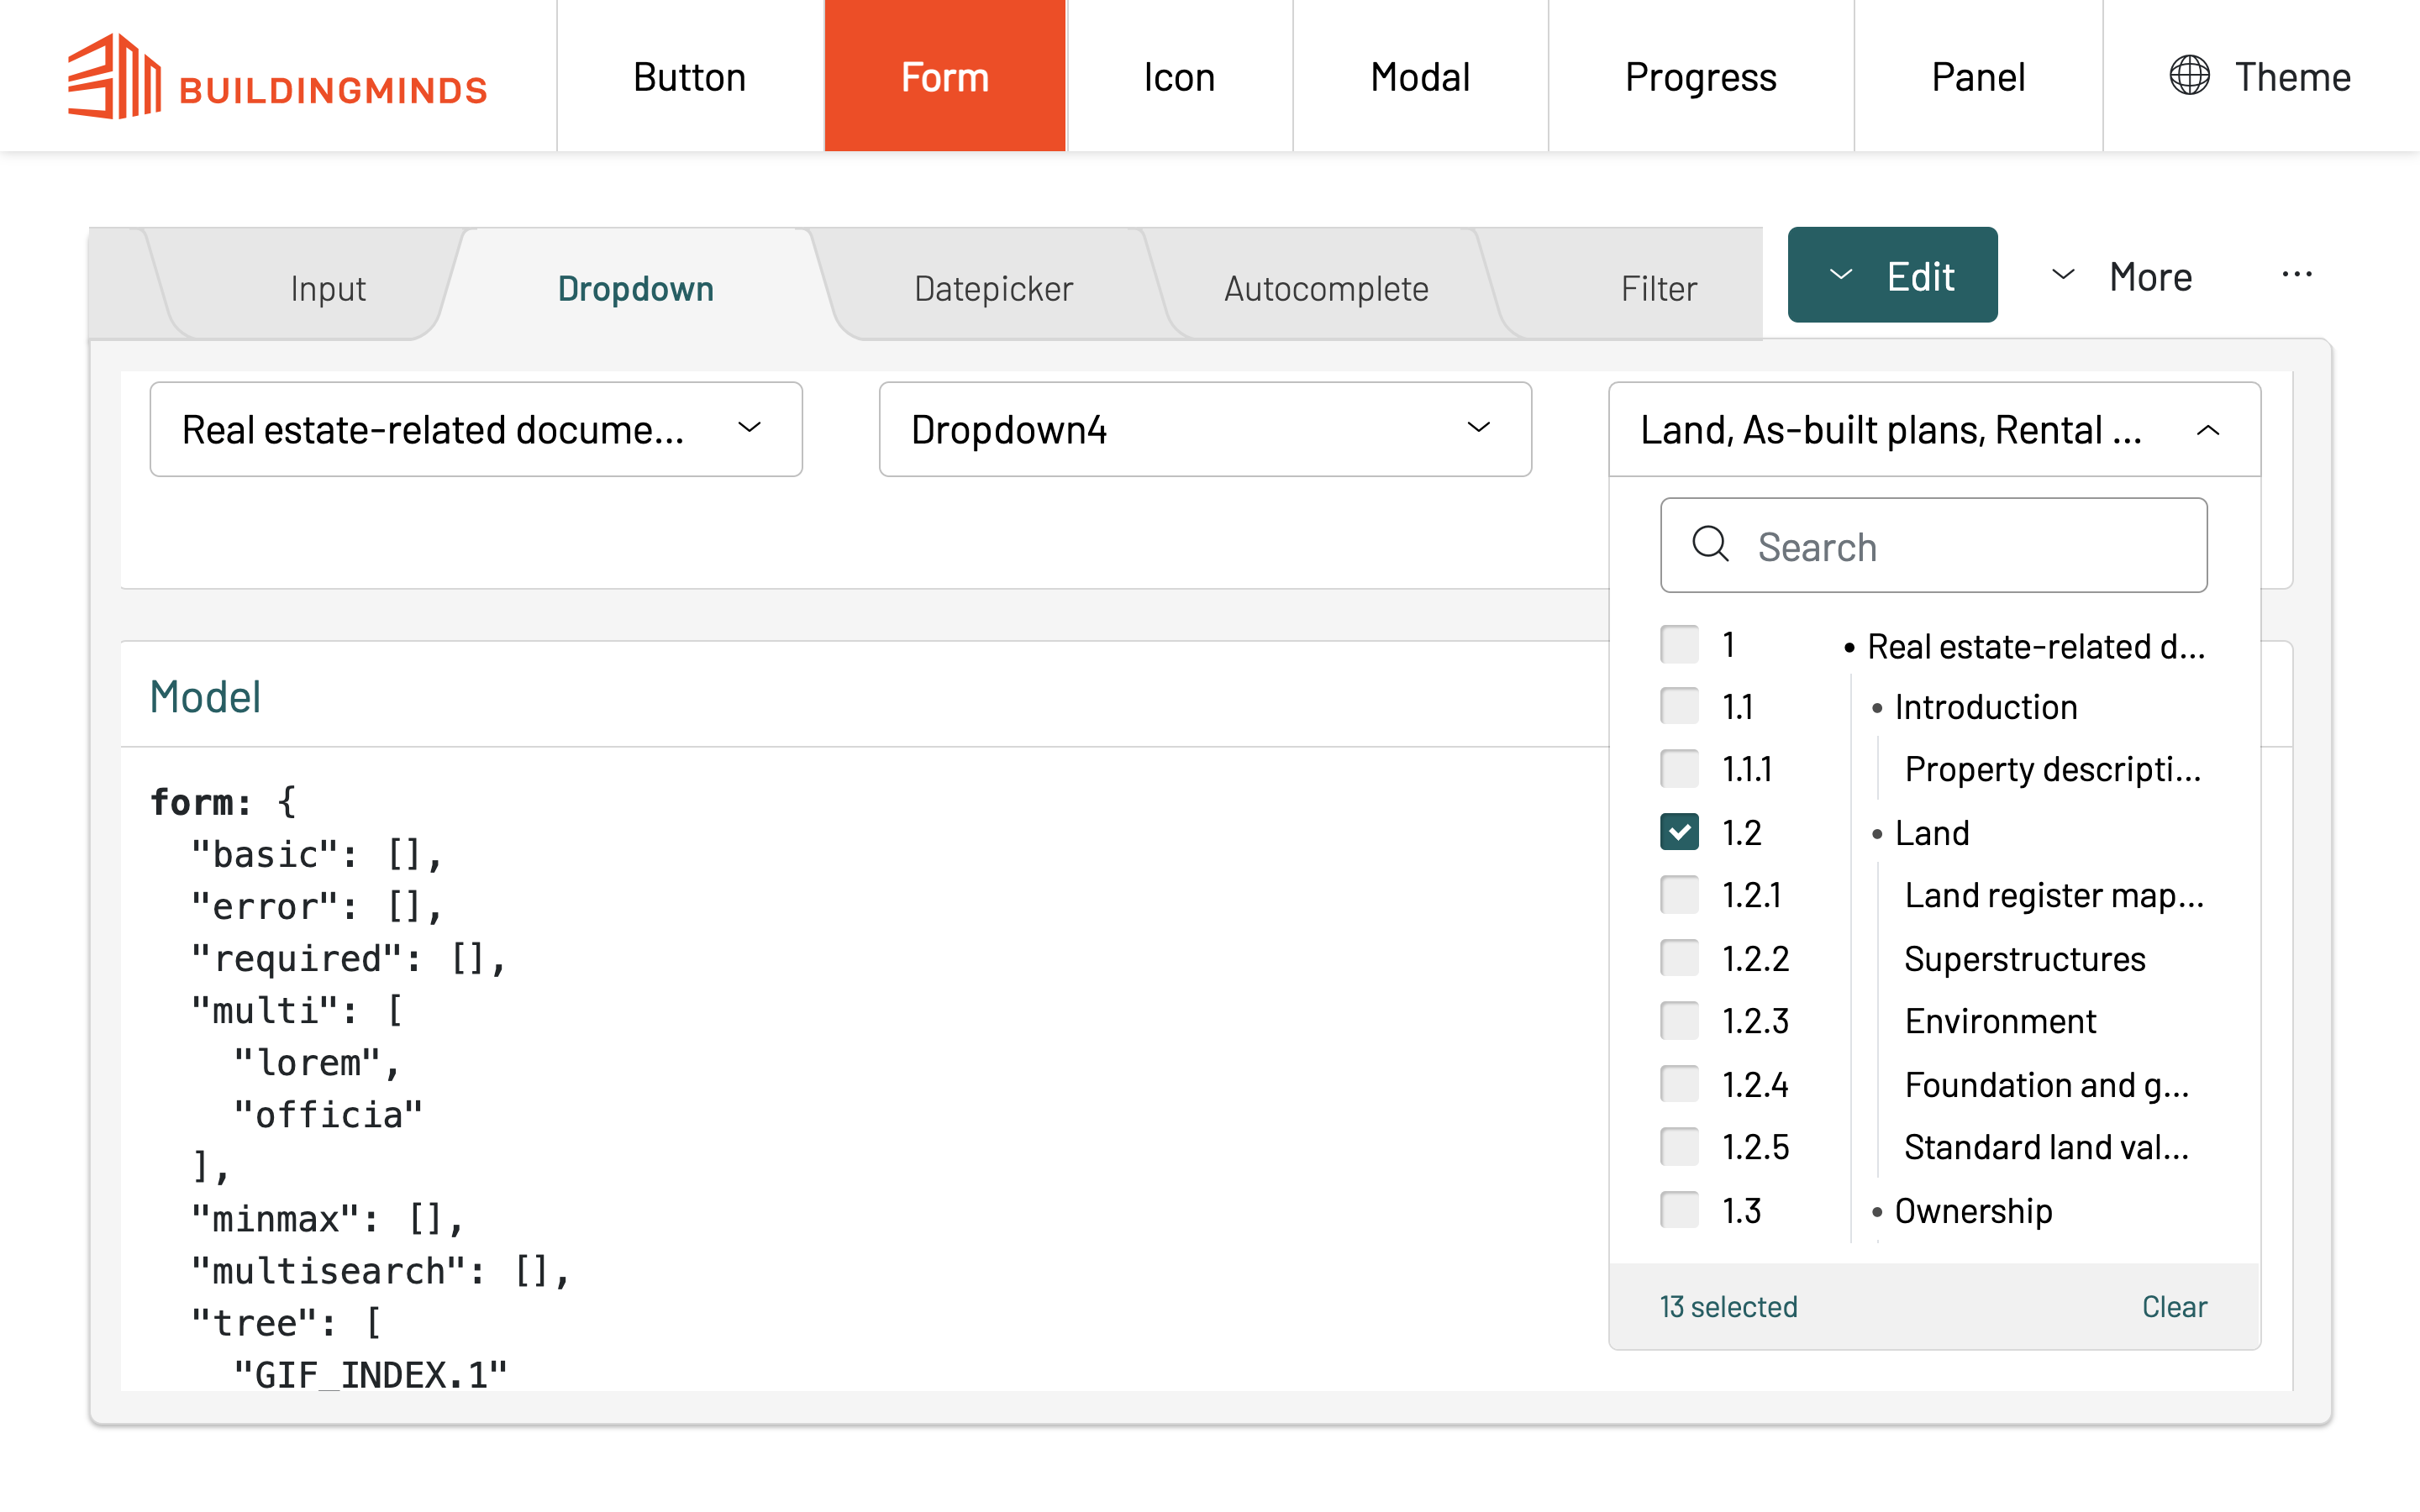 BUILDINGMINDS
Button
Form
Icon
Modal
Progress
Panel
Theme
Input
Dropdown
Datepicker
Autocomplete
Filter
Edit
More
...
Real estate-related docume...
Dropdown4
Land, As-built plans, Rental ...
Search
1 • Real estate-related d...
1.1 • Introduction
1.1.1 Property descripti...
1.2 • Land
1.2.1 Land register map...
1.2.2 Superstructures
1.2.3 Environment
1.2.4 Foundation and g...
1.2.5 Standard land val...
1.3 • Ownership
13 selected
Clear
Model
form: {
"basic": [],
"error": [],
"required": [],
"multi": [
"lorem",
"officia"
],
"minmax": [],
"multisearch": [],
"tree": [
"GIF_INDEX.1"